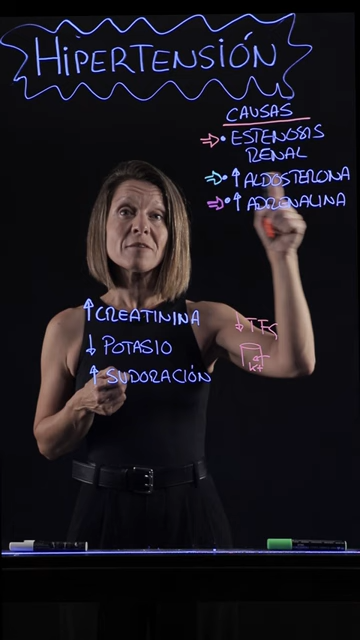 HIPERTENSIÓN
CAUSAS
⇒• ESTENOSIS
RENAL
⇒• ↑ ALDOSTERONA
⇒• ↑ ADRENALINA
↑ CREATININA
↓ POTASIO
↑ SUDORACIÓN
↓ TFG
K+